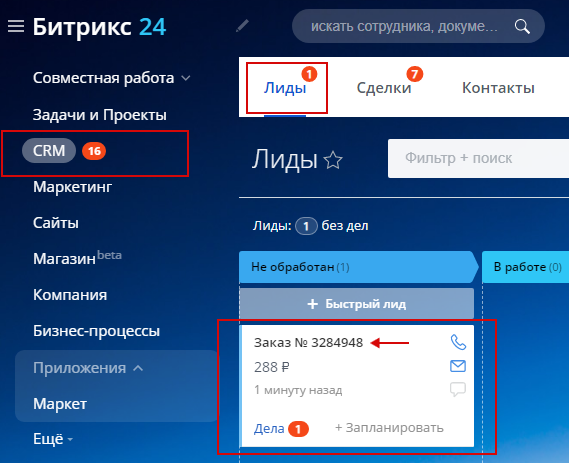 Битрикс 24
искать сотрудника, докуме...
Совместная работа
Задачи и Проекты
CRM 16
Маркетинг
Сайты
Магазин beta
Компания
Бизнес-процессы
Приложения
Маркет
Ещё
Лиды 1
Сделки 7
Контакты
Лиды
Фильтр + поиск
Лиды: 1 без дел
Не обработан (1)
В работе (0)
+ Быстрый лид
Заказ № 3284948
288 ₽
1 минуту назад
Дела 1
+ Запланировать